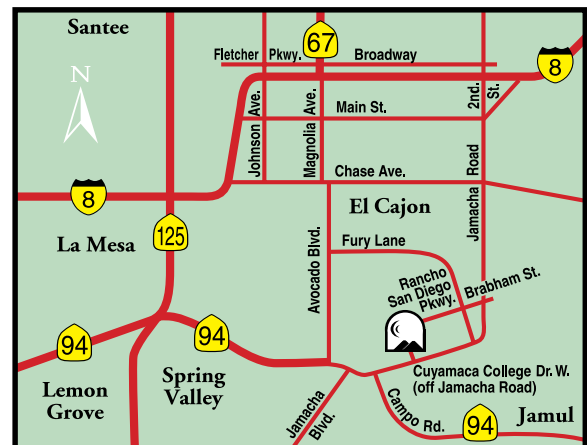 Santee
67
Fletcher Pkwy. Broadway
8
N
Johnson Ave.
Magnolia Ave.
2nd. St.
Main St.
Chase Ave.
Jamacha Road
8
125
La Mesa
El Cajon
Avocado Blvd.
Fury Lane
Rancho
San Diego
Pkwy.
Brabham St.
94
94
Cuyamaca College Dr. W.
(off Jamacha Road)
Lemon
Grove
Spring
Valley
Jamacha
Blvd.
Campo Rd.
94
Jamul